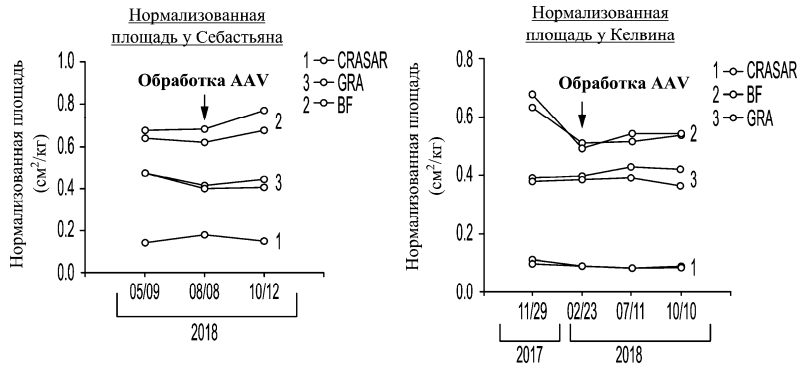 Нормализованная
площадь у Себастьяна
1 CRASAR
3 GRA
2 BF
Обработка AAV
Нормализованная площадь
(см²/кг)
1.0
0.8
0.6
0.4
0.2
0.0
2
3
1
05/09 08/08 10/12
2018
Нормализованная
площадь у Келвина
1 CRASAR
2 BF
3 GRA
Обработка AAV
Нормализованная площадь
(см²/кг)
0.8
0.6
0.4
0.2
0.0
2
3
1
11/29 02/23 07/11 10/10
2017 2018